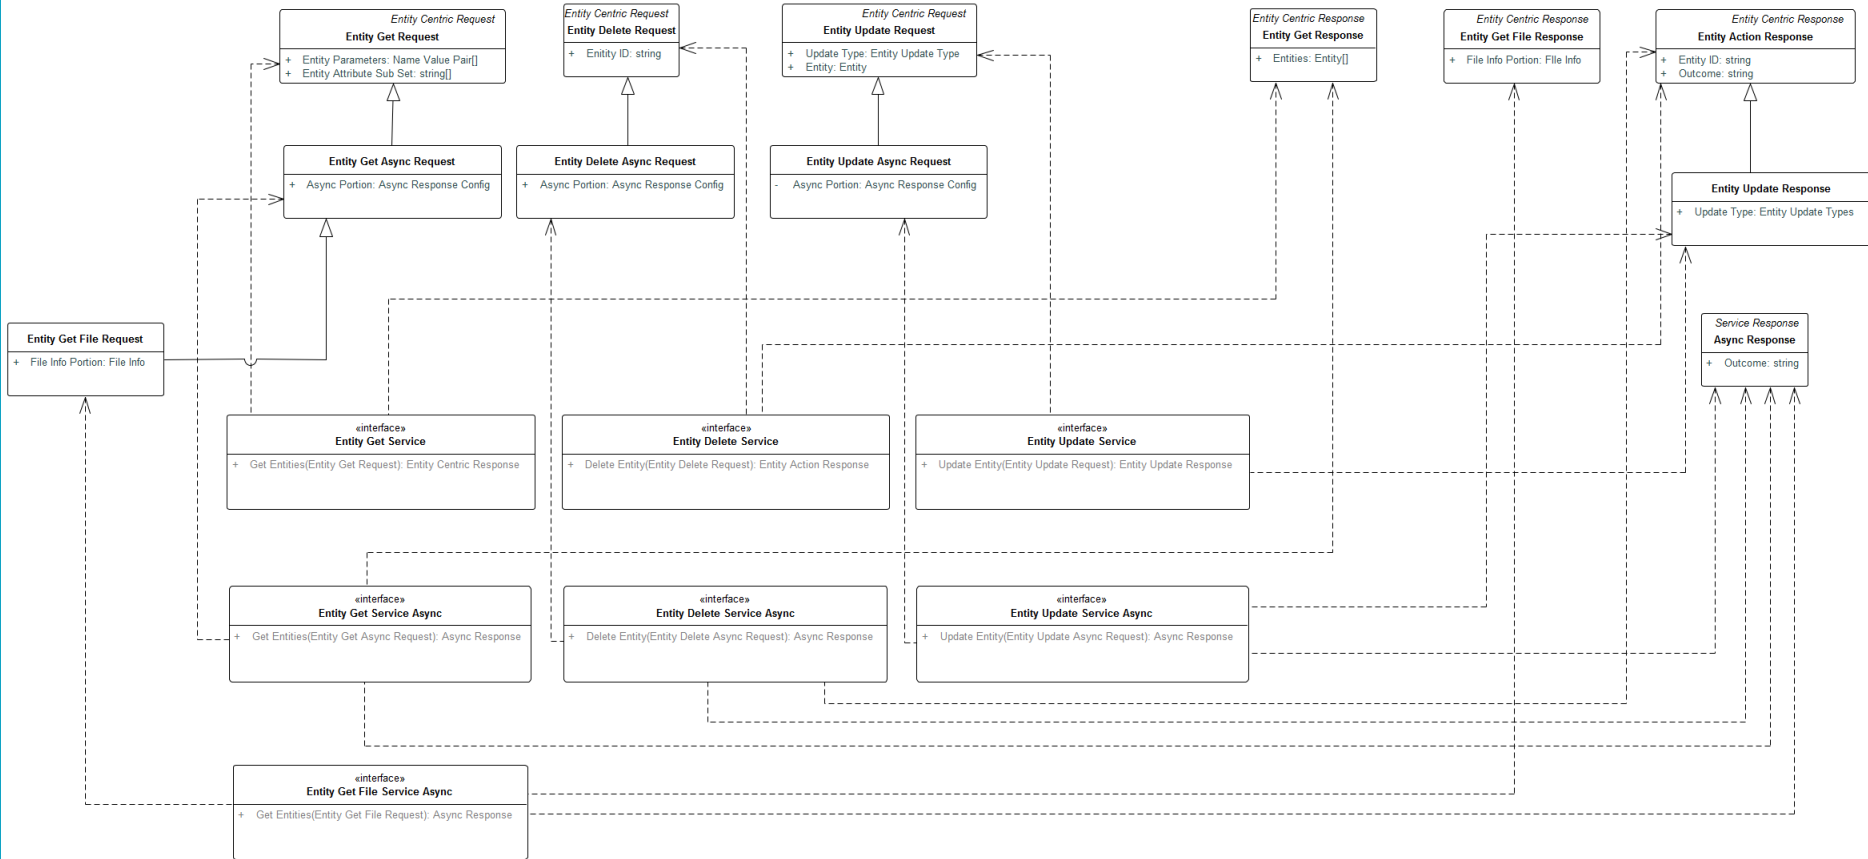 Entity Centric Request
Entity Get Request
+ Entity Parameters: Name Value Pair[]
+ Entity Attribute Sub Set: string[]
Entity Centric Request
Entity Delete Request
+ Enitity ID: string
Entity Centric Request
Entity Update Request
+ Update Type: Entity Update Type
+ Entity: Entity
Entity Centric Response
Entity Get Response
+ Entities: Entity[]
Entity Centric Response
Entity Get File Response
+ File Info Portion: FIle Info
Entity Centric Response
Entity Action Response
+ Entity ID: string
+ Outcome: string
Entity Get Async Request
+ Async Portion: Async Response Config
Entity Delete Async Request
+ Async Portion: Async Response Config
Entity Update Async Request
- Async Portion: Async Response Config
Entity Update Response
+ Update Type: Entity Update Types
Entity Get File Request
+ File Info Portion: File Info
Service Response
Async Response
+ Outcome: string
«interface»
Entity Get Service
+ Get Entities(Entity Get Request): Entity Centric Response
«interface»
Entity Delete Service
+ Delete Entity(Entity Delete Request): Entity Action Response
«interface»
Entity Update Service
+ Update Entity(Entity Update Request): Entity Update Response
«interface»
Entity Get Service Async
+ Get Entities(Entity Get Async Request): Async Response
«interface»
Entity Delete Service Async
+ Delete Entity(Entity Delete Async Request): Async Response
«interface»
Entity Update Service Async
+ Update Entity(Entity Update Async Request): Async Response
«interface»
Entity Get File Service Async
+ Get Entities(Entity Get File Request): Async Response